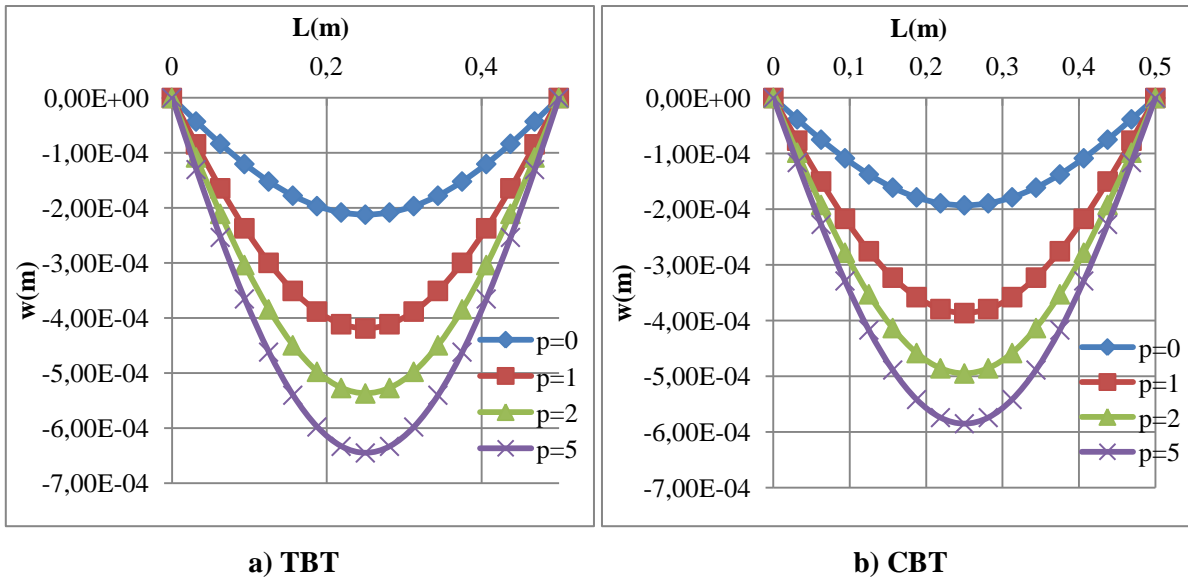 L(m)
0 0,2 0,4
0,00E+00
-1,00E-04
-2,00E-04
-3,00E-04
-4,00E-04
-5,00E-04
-6,00E-04
-7,00E-04
w(m)
p=0
p=1
p=2
p=5
a) TBT
L(m)
0 0,1 0,2 0,3 0,4 0,5
0,00E+00
-1,00E-04
-2,00E-04
-3,00E-04
-4,00E-04
-5,00E-04
-6,00E-04
-7,00E-04
w(m)
p=0
p=1
p=2
p=5
b) CBT